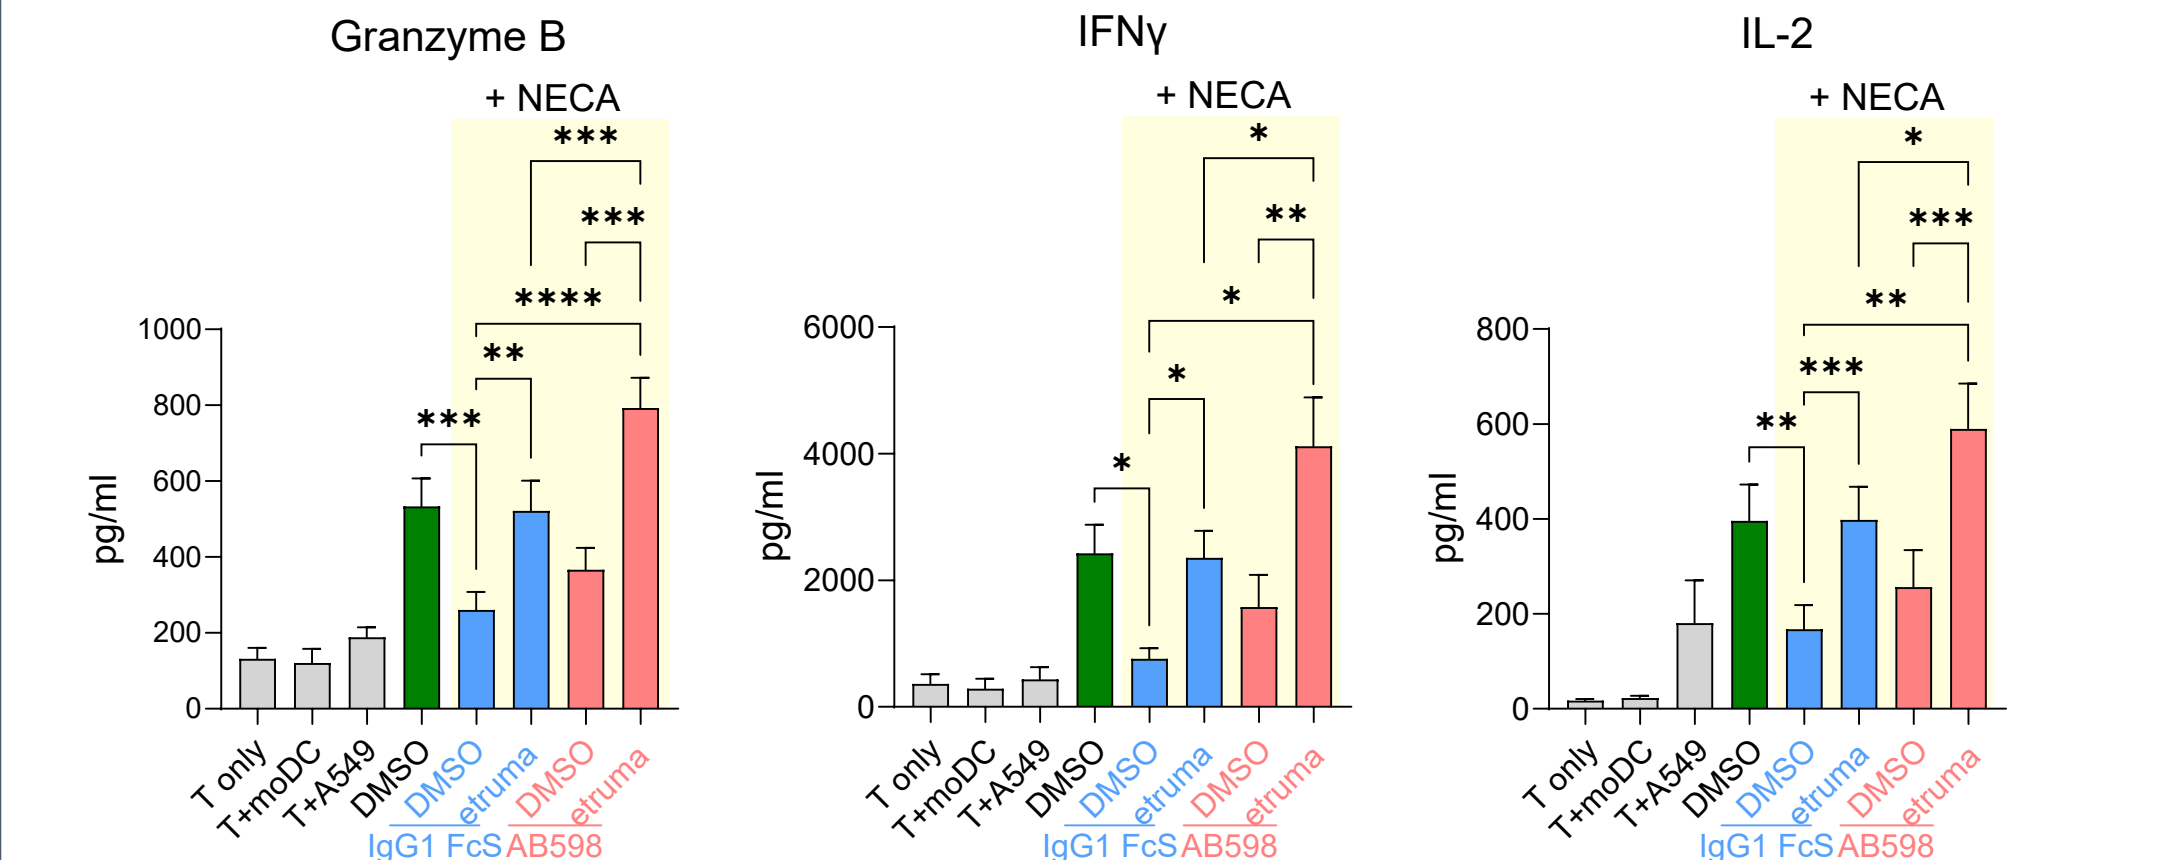 Granzyme B
+ NECA
***
***
****
**
***
1000
800
600
400
200
0
pg/ml
T only
T+moDC
T+A549
DMSO
DMSO
etruma
DMSO
etruma
IgG1 FcS
AB598
IFNγ
+ NECA
*
**
*
*
*
6000
4000
2000
0
pg/ml
T only
T+moDC
T+A549
DMSO
DMSO
etruma
DMSO
etruma
IgG1 FcS
AB598
IL-2
+ NECA
*
***
**
***
**
800
600
400
200
0
pg/ml
T only
T+moDC
T+A549
DMSO
DMSO
etruma
DMSO
etruma
IgG1 FcS
AB598